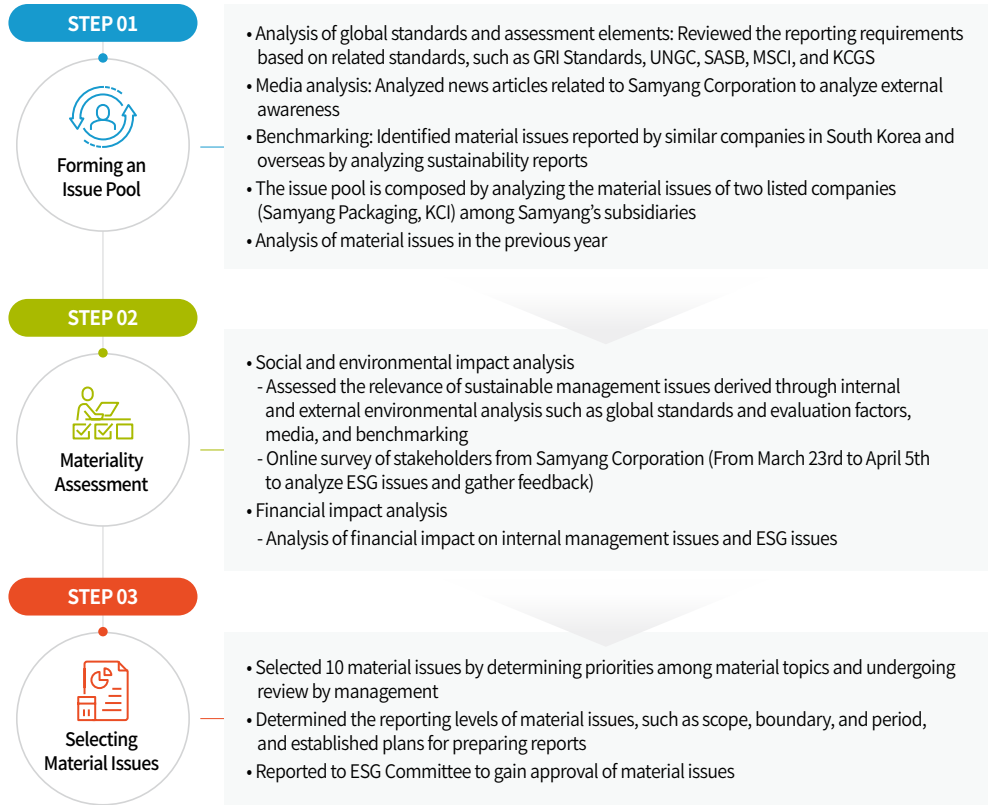 STEP 01
Forming an
Issue Pool
• Analysis of global standards and assessment elements: Reviewed the reporting requirements
based on related standards, such as GRI Standards, UNGC, SASB, MSCI, and KCGS
• Media analysis: Analyzed news articles related to Samyang Corporation to analyze external
awareness
• Benchmarking: Identified material issues reported by similar companies in South Korea and
overseas by analyzing sustainability reports
• The issue pool is composed by analyzing the material issues of two listed companies
(Samyang Packaging, KCI) among Samyang's subsidiaries
• Analysis of material issues in the previous year
STEP 02
Materiality
Assessment
• Social and environmental impact analysis
- Assessed the relevance of sustainable management issues derived through internal
and external environmental analysis such as global standards and evaluation factors,
media, and benchmarking
- Online survey of stakeholders from Samyang Corporation (From March 23rd to April 5th
to analyze ESG issues and gather feedback)
• Financial impact analysis
- Analysis of financial impact on internal management issues and ESG issues
STEP 03
Selecting
Material Issues
• Selected 10 material issues by determining priorities among material topics and undergoing
review by management
• Determined the reporting levels of material issues, such as scope, boundary, and period,
and established plans for preparing reports
• Reported to ESG Committee to gain approval of material issues